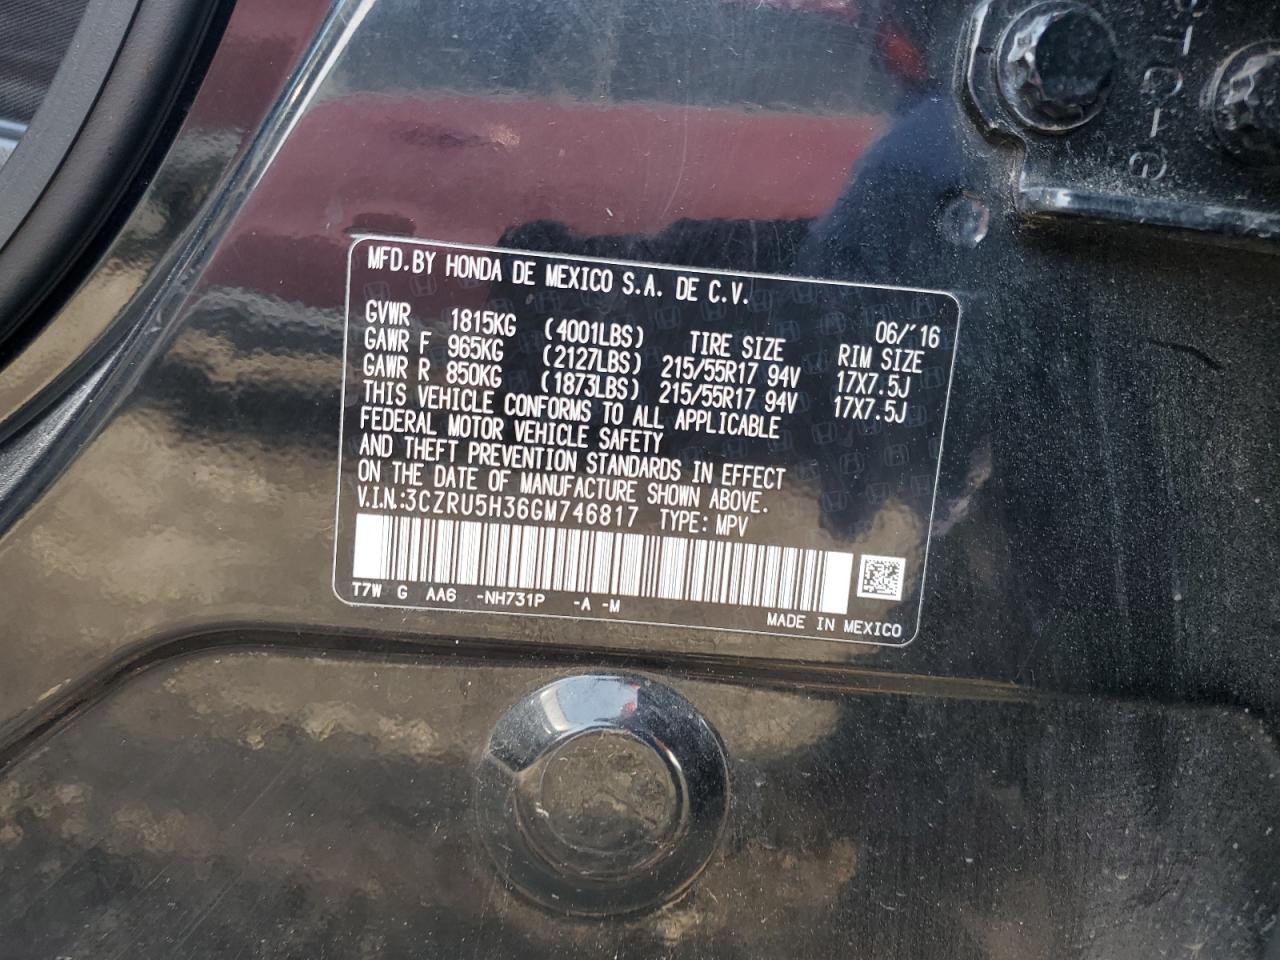 MFD. BY HONDA DE MEXICO S.A. DE C.V.
06/'16
GVWR 1815KG (4001LBS) TIRE SIZE RIM SIZE
GAWR F 965KG (2127LBS) 215/55R17 94V 17X7.5J
GAWR R 850KG (1873LBS) 215/55R17 94V 17X7.5J
THIS VEHICLE CONFORMS TO ALL APPLICABLE
FEDERAL MOTOR VEHICLE SAFETY
AND THEFT PREVENTION STANDARDS IN EFFECT
ON THE DATE OF MANUFACTURE SHOWN ABOVE.
V.I.N.:3CZRU5H36GM746817 TYPE: MPV
T7W G AA6 -NH731P -A -M
MADE IN MEXICO